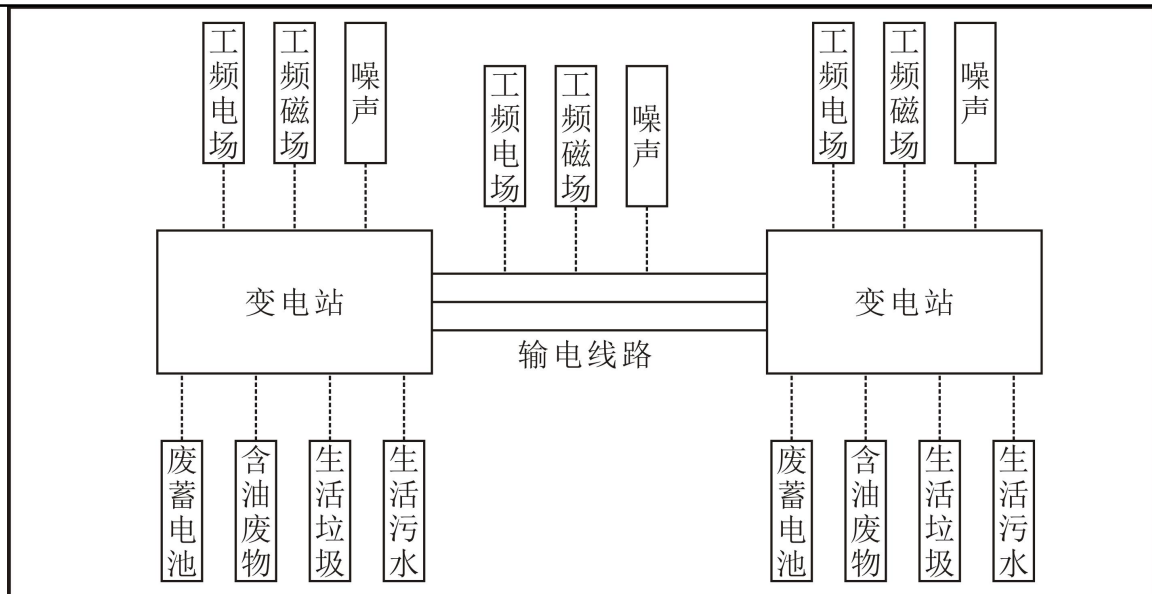 工频电场
工频磁场
噪声
工频电场
工频磁场
噪声
工频电场
工频磁场
噪声
变电站
变电站
输电线路
废蓄电池
含油废物
生活垃圾
生活污水
废蓄电池
含油废物
生活垃圾
生活污水